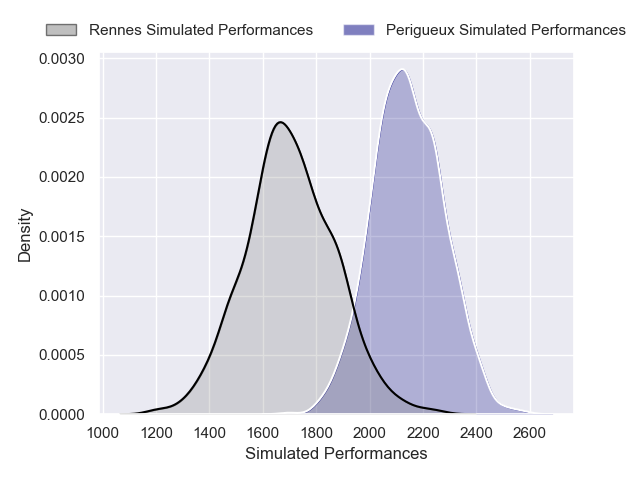 Rennes Simulated Performances Perigueux Simulated Performances
0.0030
0.0025
0.0020
0.0015
0.0010
0.0005
0.0000
Density
1000 1200 1400 1600 1800 2000 2200 2400 2600
Simulated Performances